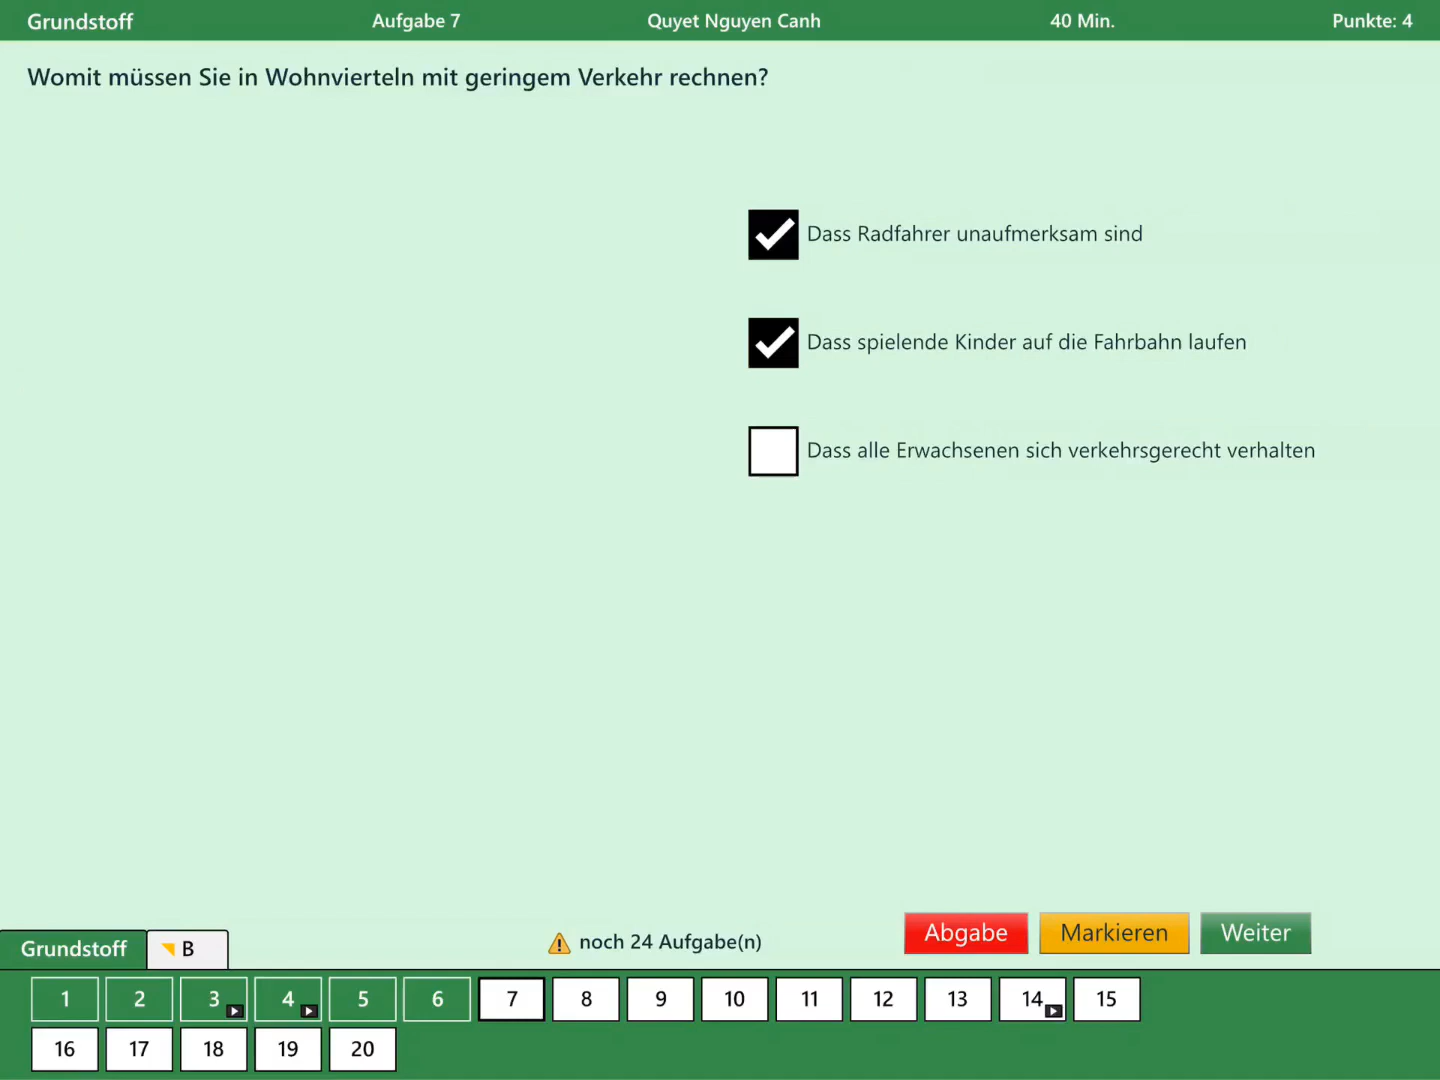 Grundstoff Aufgabe 7 Quyet Nguyen Canh 40 Min. Punkte: 4
Womit müssen Sie in Wohnvierteln mit geringem Verkehr rechnen?
Dass Radfahrer unaufmerksam sind
Dass spielende Kinder auf die Fahrbahn laufen
Dass alle Erwachsenen sich verkehrsgerecht verhalten
Grundstoff B noch 24 Aufgabe(n) Abgabe Markieren Weiter
1 2 3 4 5 6 7 8 9 10 11 12 13 14 15
16 17 18 19 20